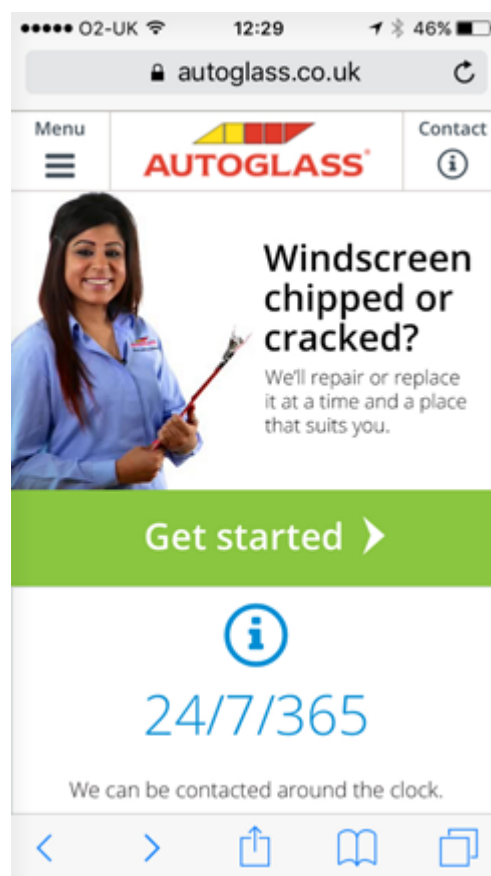 O2-UK 12:29 46%
autoglass.co.uk
Menu
Contact
AUTOGLASS®
Windscreen
chipped or
cracked?
We'll repair or replace
it at a time and a place
that suits you.
Get started
24/7/365
We can be contacted around the clock.